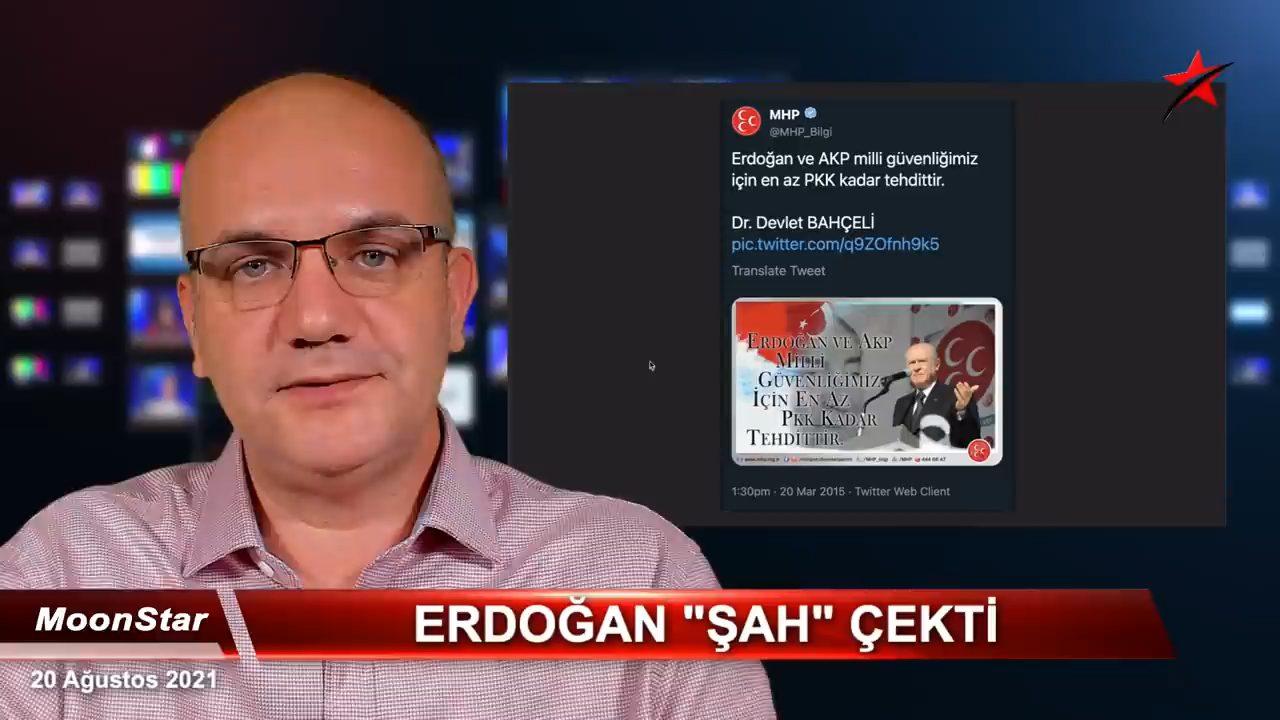 MHP
@MHP_Bilgi
Erdoğan ve AKP milli güvenliğimiz
için en az PKK kadar tehdittir.
Dr. Devlet BAHÇELİ
pic.twitter.com/q9ZOfnh9k5
Translate Tweet
ERDOĞAN VE AKP
MİLLİ
GÜVENLİĞİMİZ
İÇİN EN AZ
PKK KADAR
TEHDİTTİR.
1:30pm · 20 Mar 2015 · Twitter Web Client
MoonStar
ERDOĞAN "ŞAH" ÇEKTİ
20 Ağustos 2021